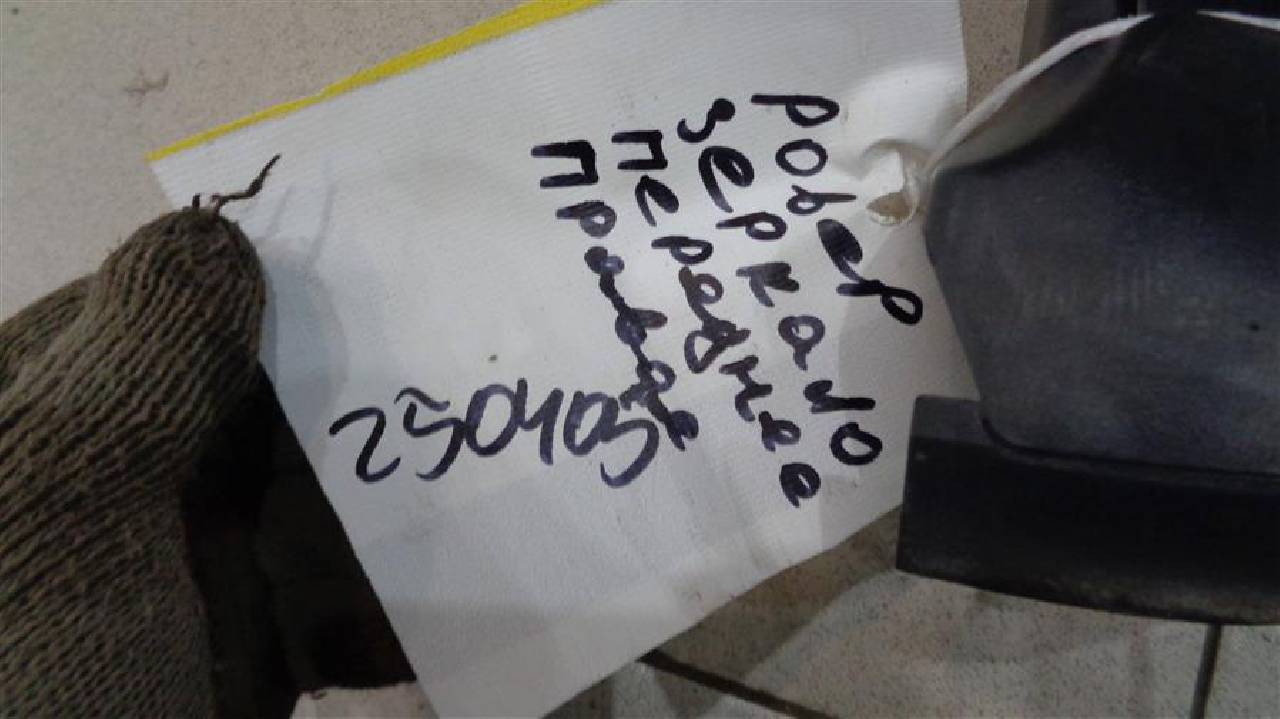 ровер
зеркало
переднее
правое
250405